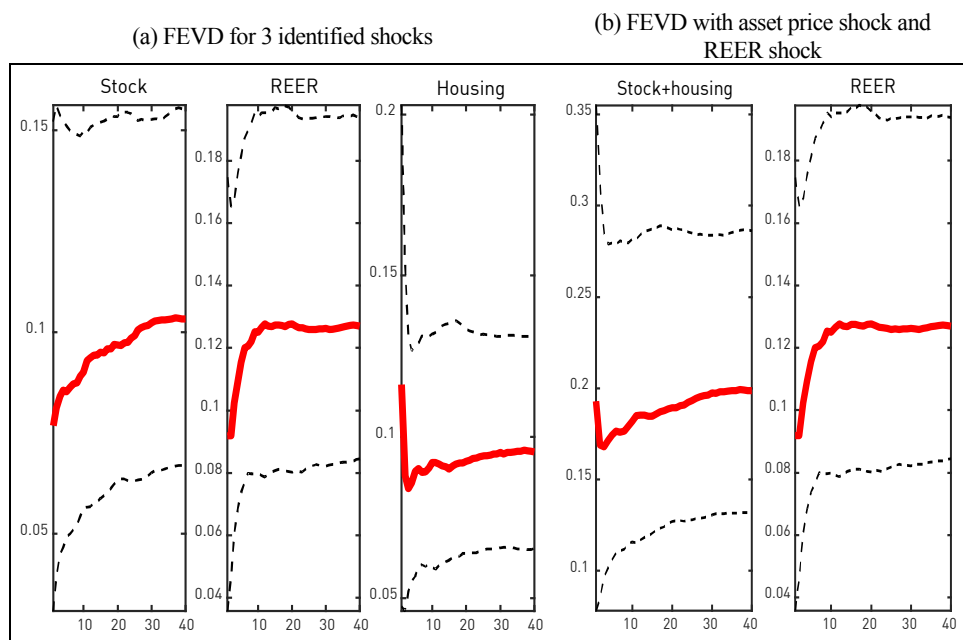 (a) FEVD for 3 identified shocks
(b) FEVD with asset price shock and
REER shock
Stock
REER
Housing
Stock+housing
REER
0.15
0.1
0.05
10 20 30 40
0.18
0.16
0.14
0.12
0.1
0.08
0.06
0.04
10 20 30 40
0.2
0.15
0.1
0.05
10 20 30 40
0.35
0.3
0.25
0.2
0.15
0.1
10 20 30 40
0.18
0.16
0.14
0.12
0.1
0.08
0.06
0.04
10 20 30 40